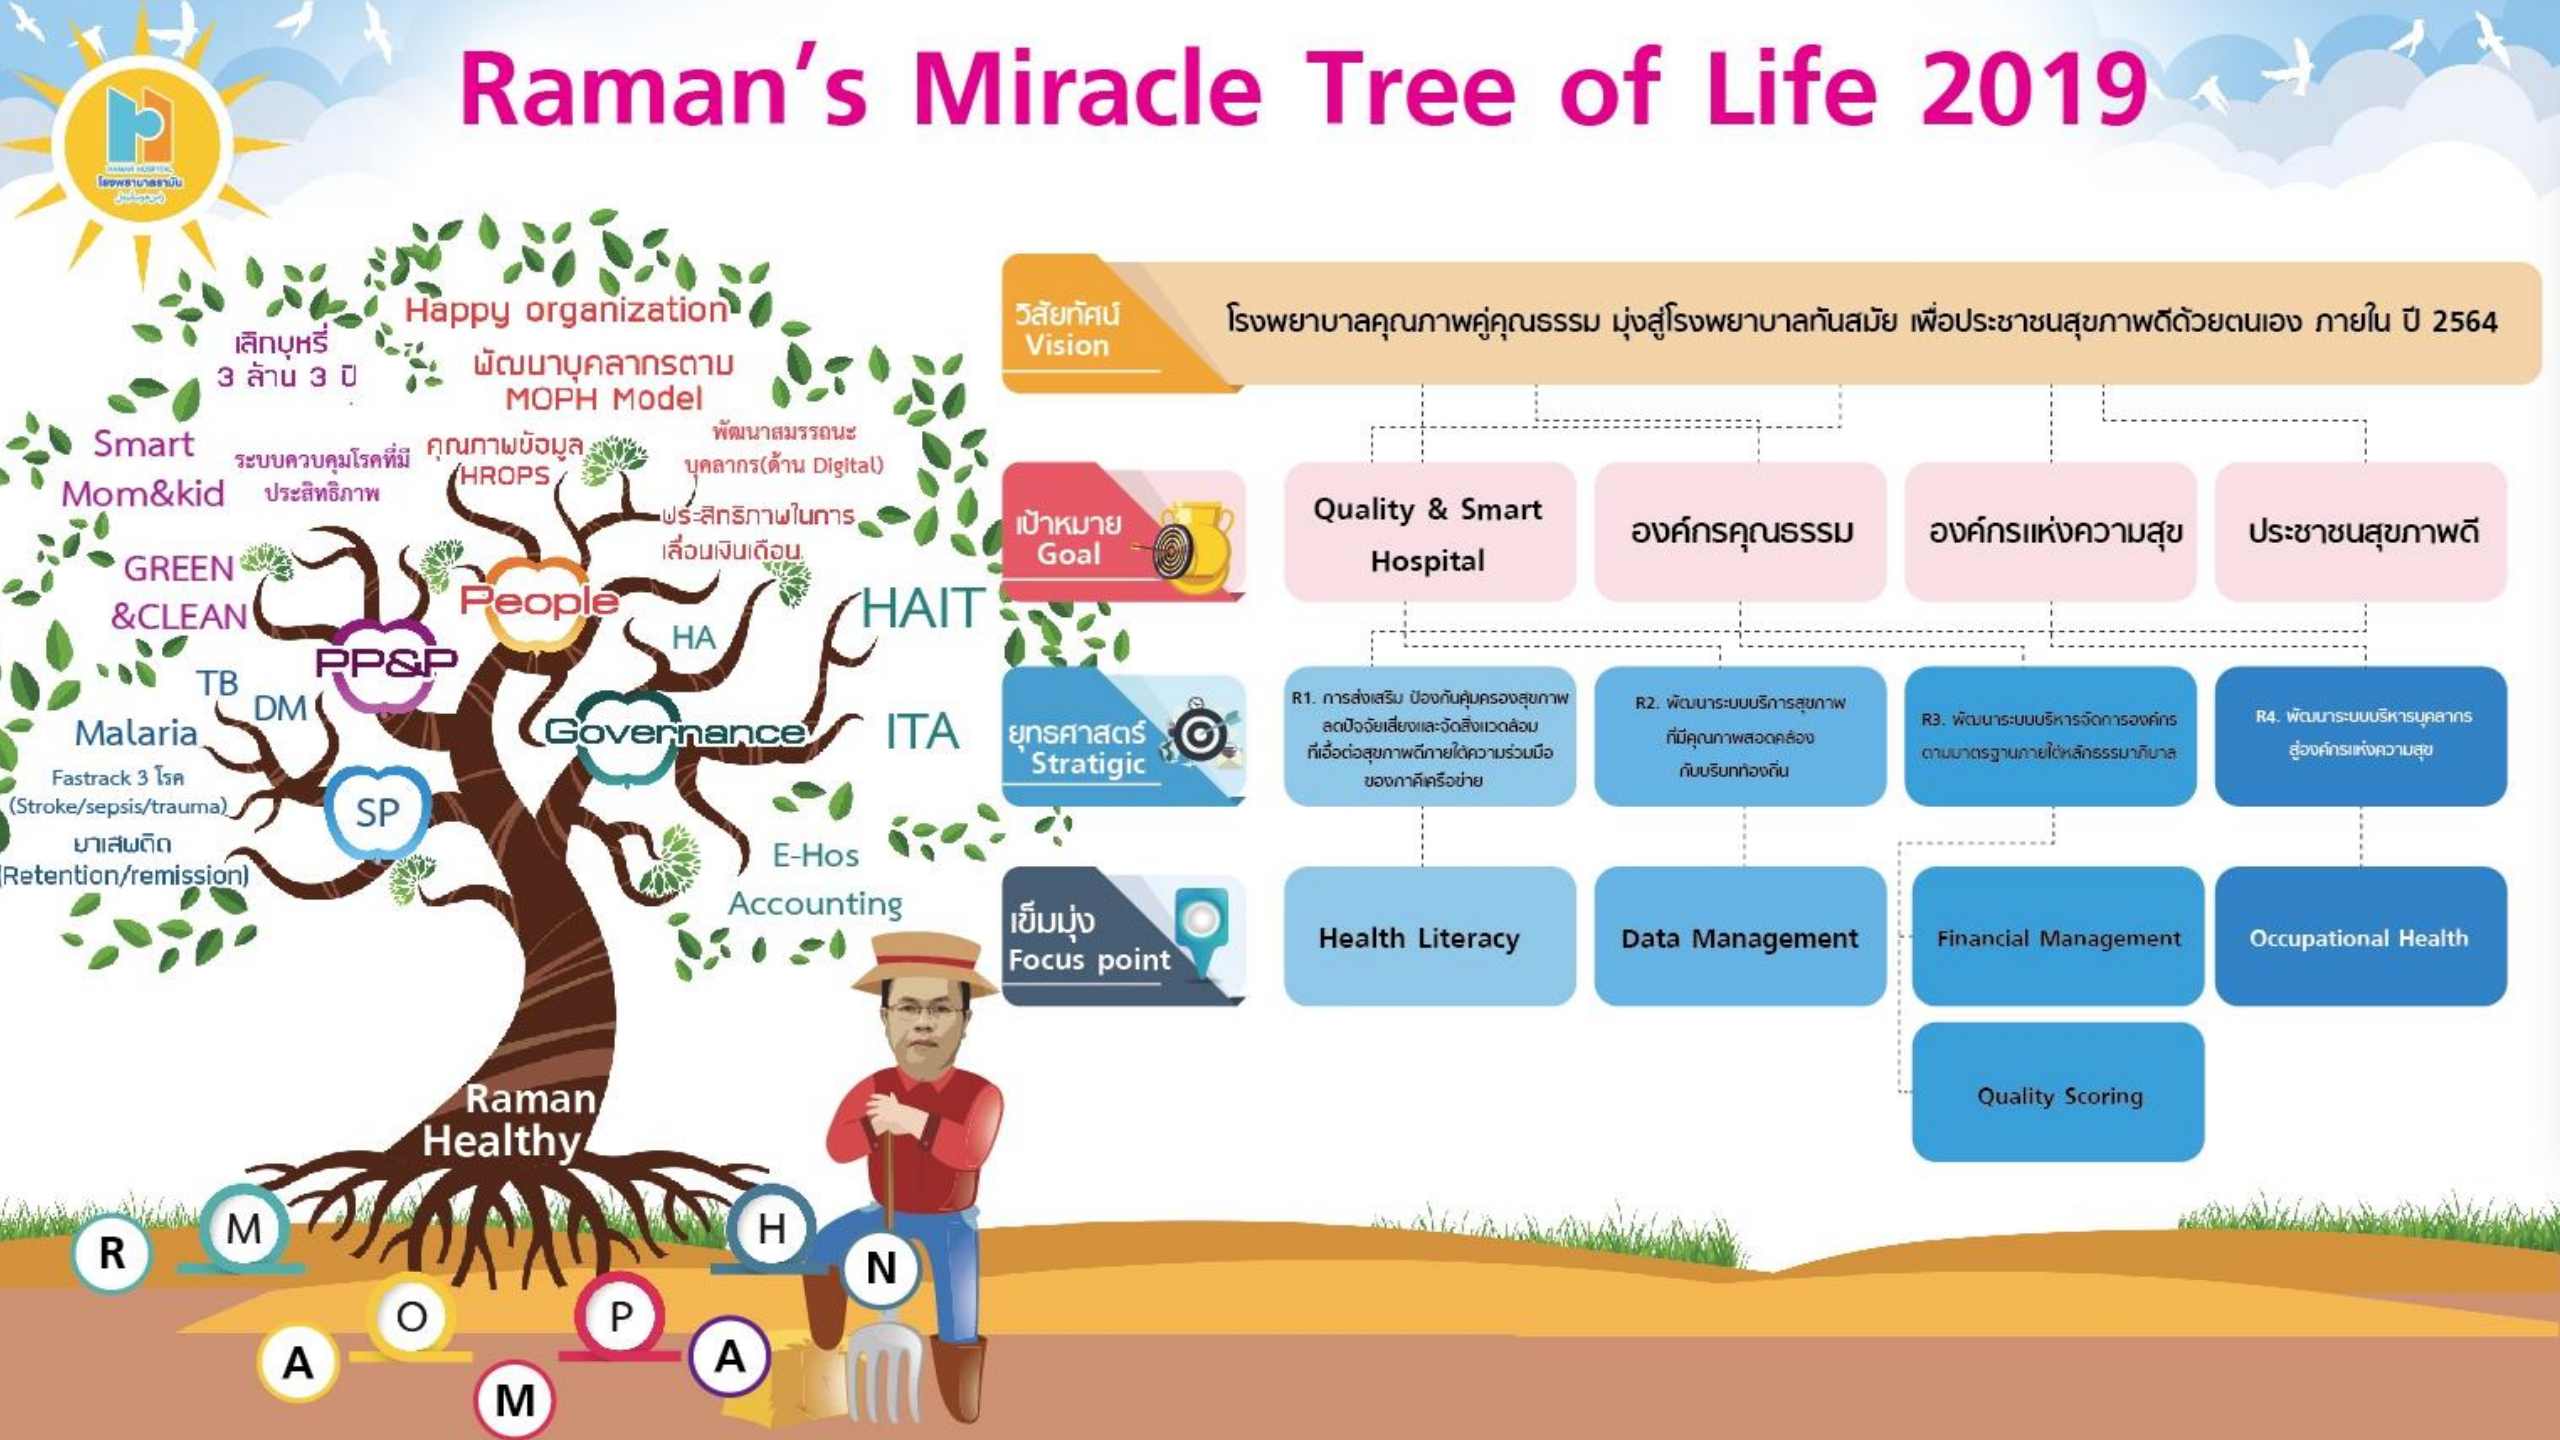 Raman's Miracle Tree of Life 2019
RAMAN HOSPITAL
โรงพยาบาลรามัน
Happy organization
เลิกบุหรี่
3 ล้าน 3 ปี
พัฒนาบุคลากรตาม
MOPH Model
Smart
Mom&kid
ระบบควบคุมโรคที่มี
ประสิทธิภาพ
คุณภาพข้อมูล
HROPS
พัฒนาสมรรถนะ
บุคลากร(ด้าน Digital)
ประสิทธิภาพในการ
เลื่อนเงินเดือน
GREEN
&CLEAN
People
PP&P
HA
HAIT
TB
DM
Malaria
Governance
ITA
Fastrack 3 โรค
(Stroke/sepsis/trauma)
SP
ยาเสพติด
(Retention/remission)
E-Hos
Accounting
Raman
Healthy
R
M
A
O
M
P
A
H
N
วิสัยทัศน์
Vision
โรงพยาบาลคุณภาพคู่คุณธรรม มุ่งสู่โรงพยาบาลทันสมัย เพื่อประชาชนสุขภาพดีด้วยตนเอง ภายใน ปี 2564
เป้าหมาย
Goal
Quality & Smart
Hospital
องค์กรคุณธรรม
องค์กรแห่งความสุข
ประชาชนสุขภาพดี
ยุทธศาสตร์
Stratigic
R1. การส่งเสริม ป้องกันคุ้มครองสุขภาพ
ลดปัจจัยเสี่ยงและจัดสิ่งแวดล้อม
ที่เอื้อต่อสุขภาพดีภายใต้ความร่วมมือ
ของภาคีเครือข่าย
R2. พัฒนาระบบบริการสุขภาพ
ที่มีคุณภาพสอดคล้อง
กับบริบทท้องถิ่น
R3. พัฒนาระบบบริหารจัดการองค์กร
ตามมาตรฐานภายใต้หลักธรรมาภิบาล
R4. พัฒนาระบบบริหารบุคลากร
สู่องค์กรแห่งความสุข
เข็มมุ่ง
Focus point
Health Literacy
Data Management
Financial Management
Occupational Health
Quality Scoring